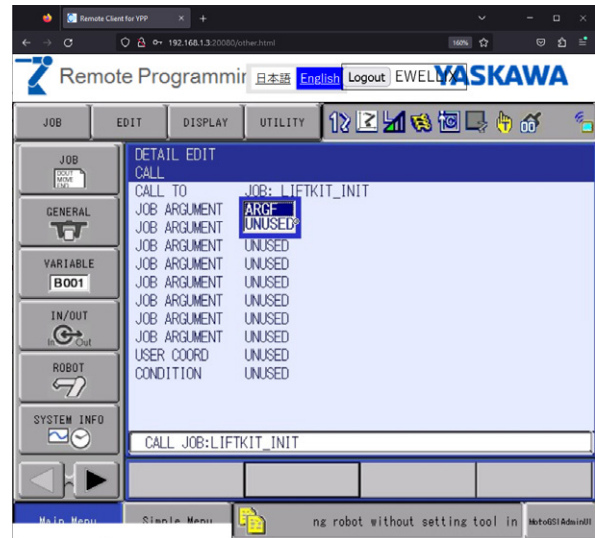 Remote Client for YPP
192.168.1.3:20080/other.html
160%
Remote Programmin
日本語 English Logout EWELLIX
YASKAWA
JOB EDIT DISPLAY UTILITY
JOB
DOUT
MOVE
END
GENERAL
VARIABLE
B001
IN/OUT
In Out
ROBOT
SYSTEM INFO
DETAIL EDIT
CALL
CALL TO JOB: LIFTKIT_INIT
JOB ARGUMENT ARGF
JOB ARGUMENT UNUSED
JOB ARGUMENT UNUSED
JOB ARGUMENT UNUSED
JOB ARGUMENT UNUSED
JOB ARGUMENT UNUSED
JOB ARGUMENT UNUSED
JOB ARGUMENT UNUSED
USER COORD UNUSED
CONDITION UNUSED
CALL JOB:LIFTKIT_INIT
Main Menu Simple Menu ng robot without setting tool in MotoGSIAdminUI